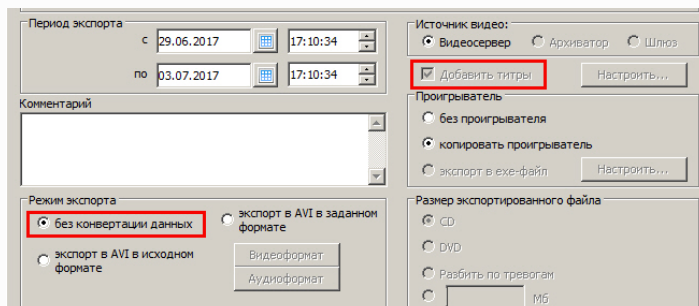 Период экспорта
с 29.06.2017 17:10:34
по 03.07.2017 17:10:34
Комментарий
Режим экспорта
без конвертации данных
экспорт в AVI в заданном
формате
экспорт в AVI в исходном
формате
Видеоформат
Аудиоформат
Источник видео:
Видеосервер Архиватор Шлюз
Добавить титры Настроить...
Проигрыватель
без проигрывателя
копировать проигрыватель
экспорт в exe-файл Настроить...
Размер экспортированного файла
CD
DVD
Разбить по тревогам
Мб